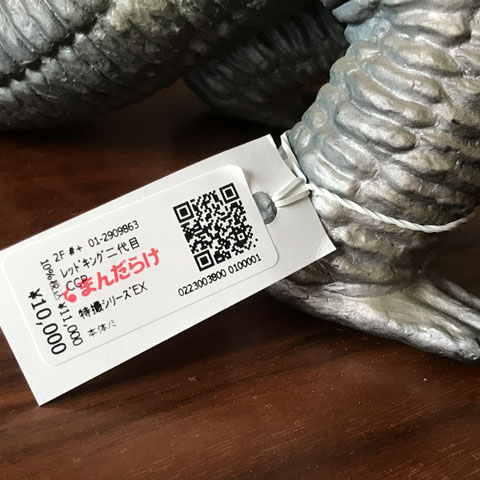 2F #+ 01-2909863
レッドキング二代目
CCP
まんだらけ
特撮シリーズEX
本体/ミ
0223003800 0100001
10,000